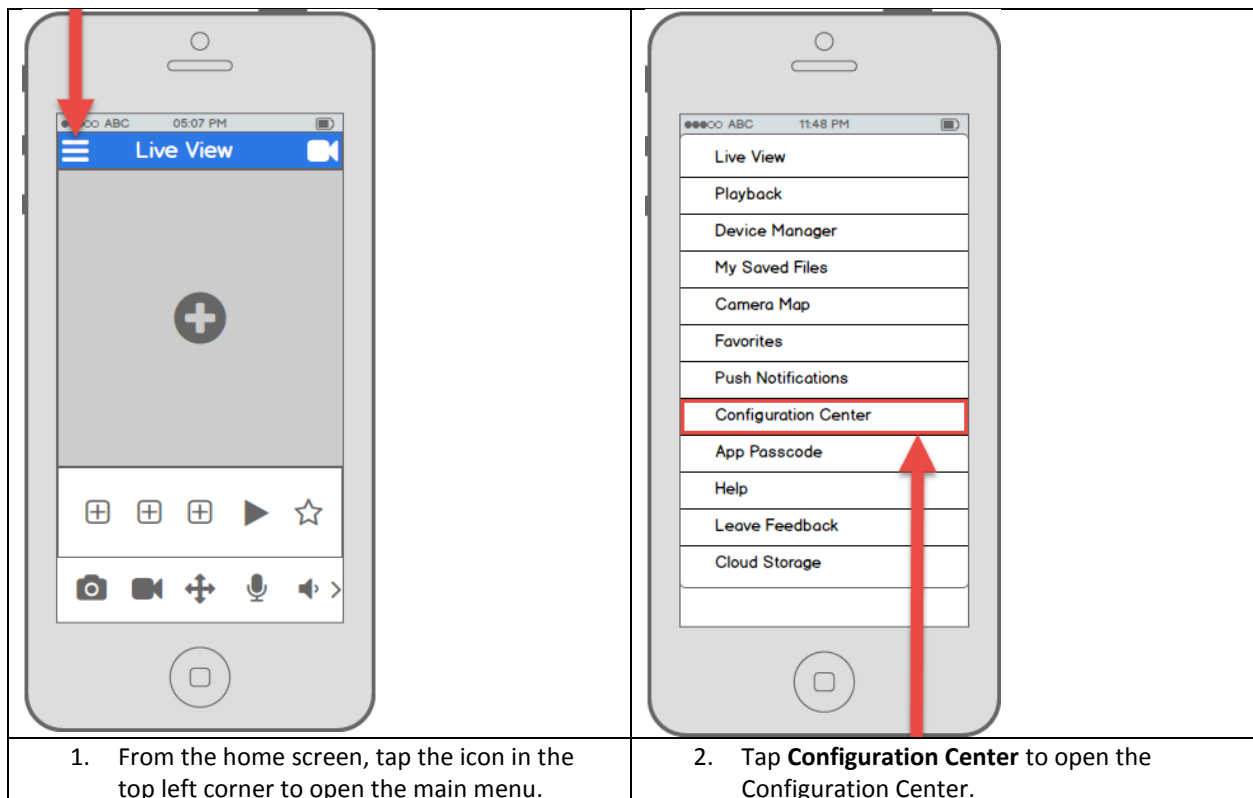 ABC 05:07 PM
Live View
1. From the home screen, tap the icon in the
top left corner to open the main menu.
ABC 11:48 PM
Live View
Playback
Device Manager
My Saved Files
Camera Map
Favorites
Push Notifications
Configuration Center
App Passcode
Help
Leave Feedback
Cloud Storage
2. Tap Configuration Center to open the
Configuration Center.